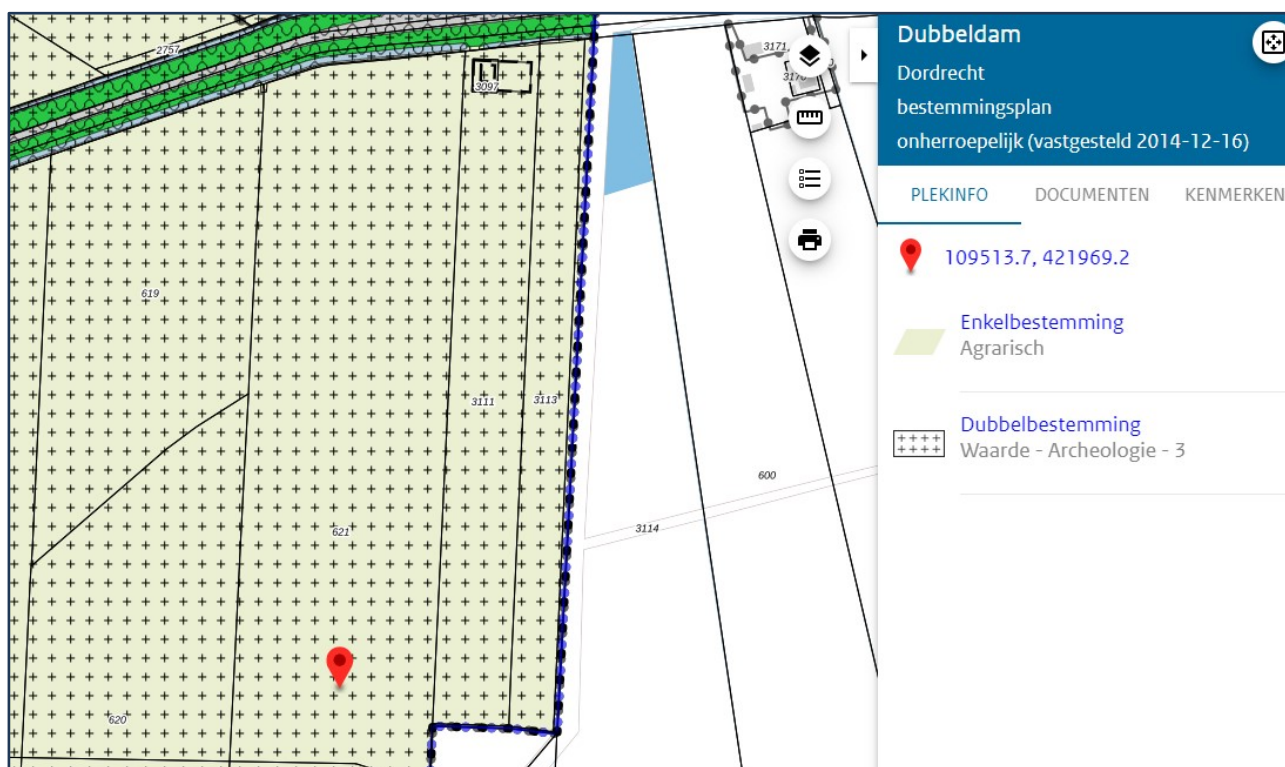 Dubbeldam
Dordrecht
bestemmingsplan
onherroepelijk (vastgesteld 2014-12-16)
PLEKINFO DOCUMENTEN KENMERKEN
109513.7, 421969.2
Enkelbestemming
Agrarisch
Dubbelbestemming
Waarde - Archeologie - 3
2757
3171
3097
619
3111
3113
600
3114
621
620